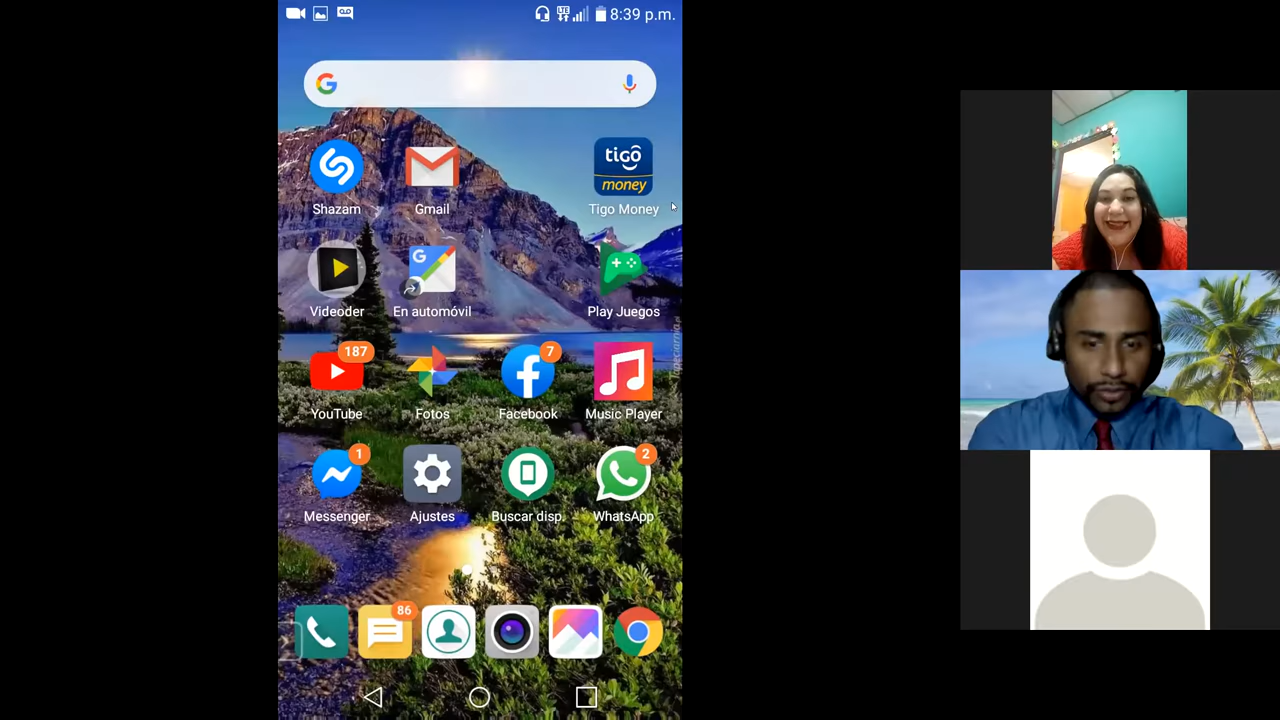 8:39 p.m.
LTE
G
tigo
money
Shazam
Gmail
Tigo Money
G
Videoder
En automóvil
Play Juegos
187
7
YouTube
Fotos
Facebook
Music Player
1
2
Messenger
Ajustes
Buscar disp.
WhatsApp
86